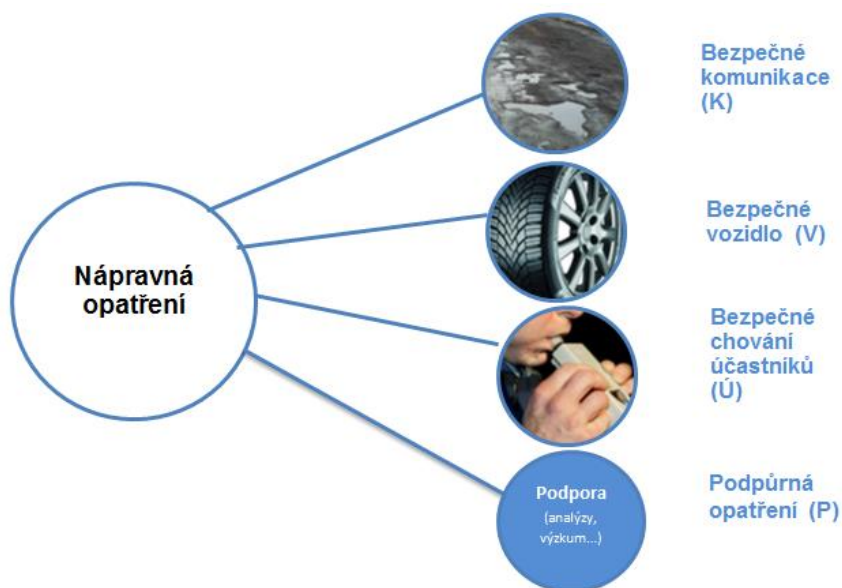 Bezpečné
komunikace
(K)
Bezpečné
vozidlo (V)
Nápravná
opatření
Bezpečné
chování
účastníků
(Ú)
Podpora
(analýzy,
výzkum...)
Podpůrná
opatření (P)